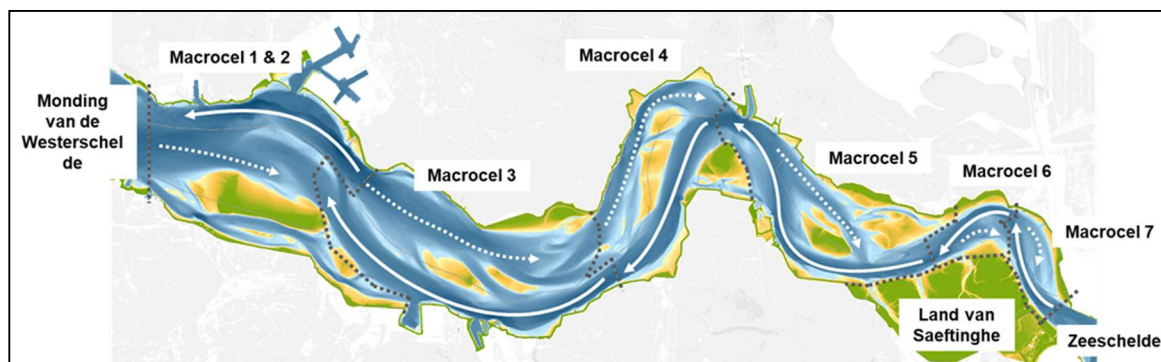 Macrocel 1 & 2
Macrocel 4
Monding
van de
Westerschel
de
Macrocel 3
Macrocel 5
Macrocel 6
Macrocel 7
Land van
Saeftinghe
Zeeschelde